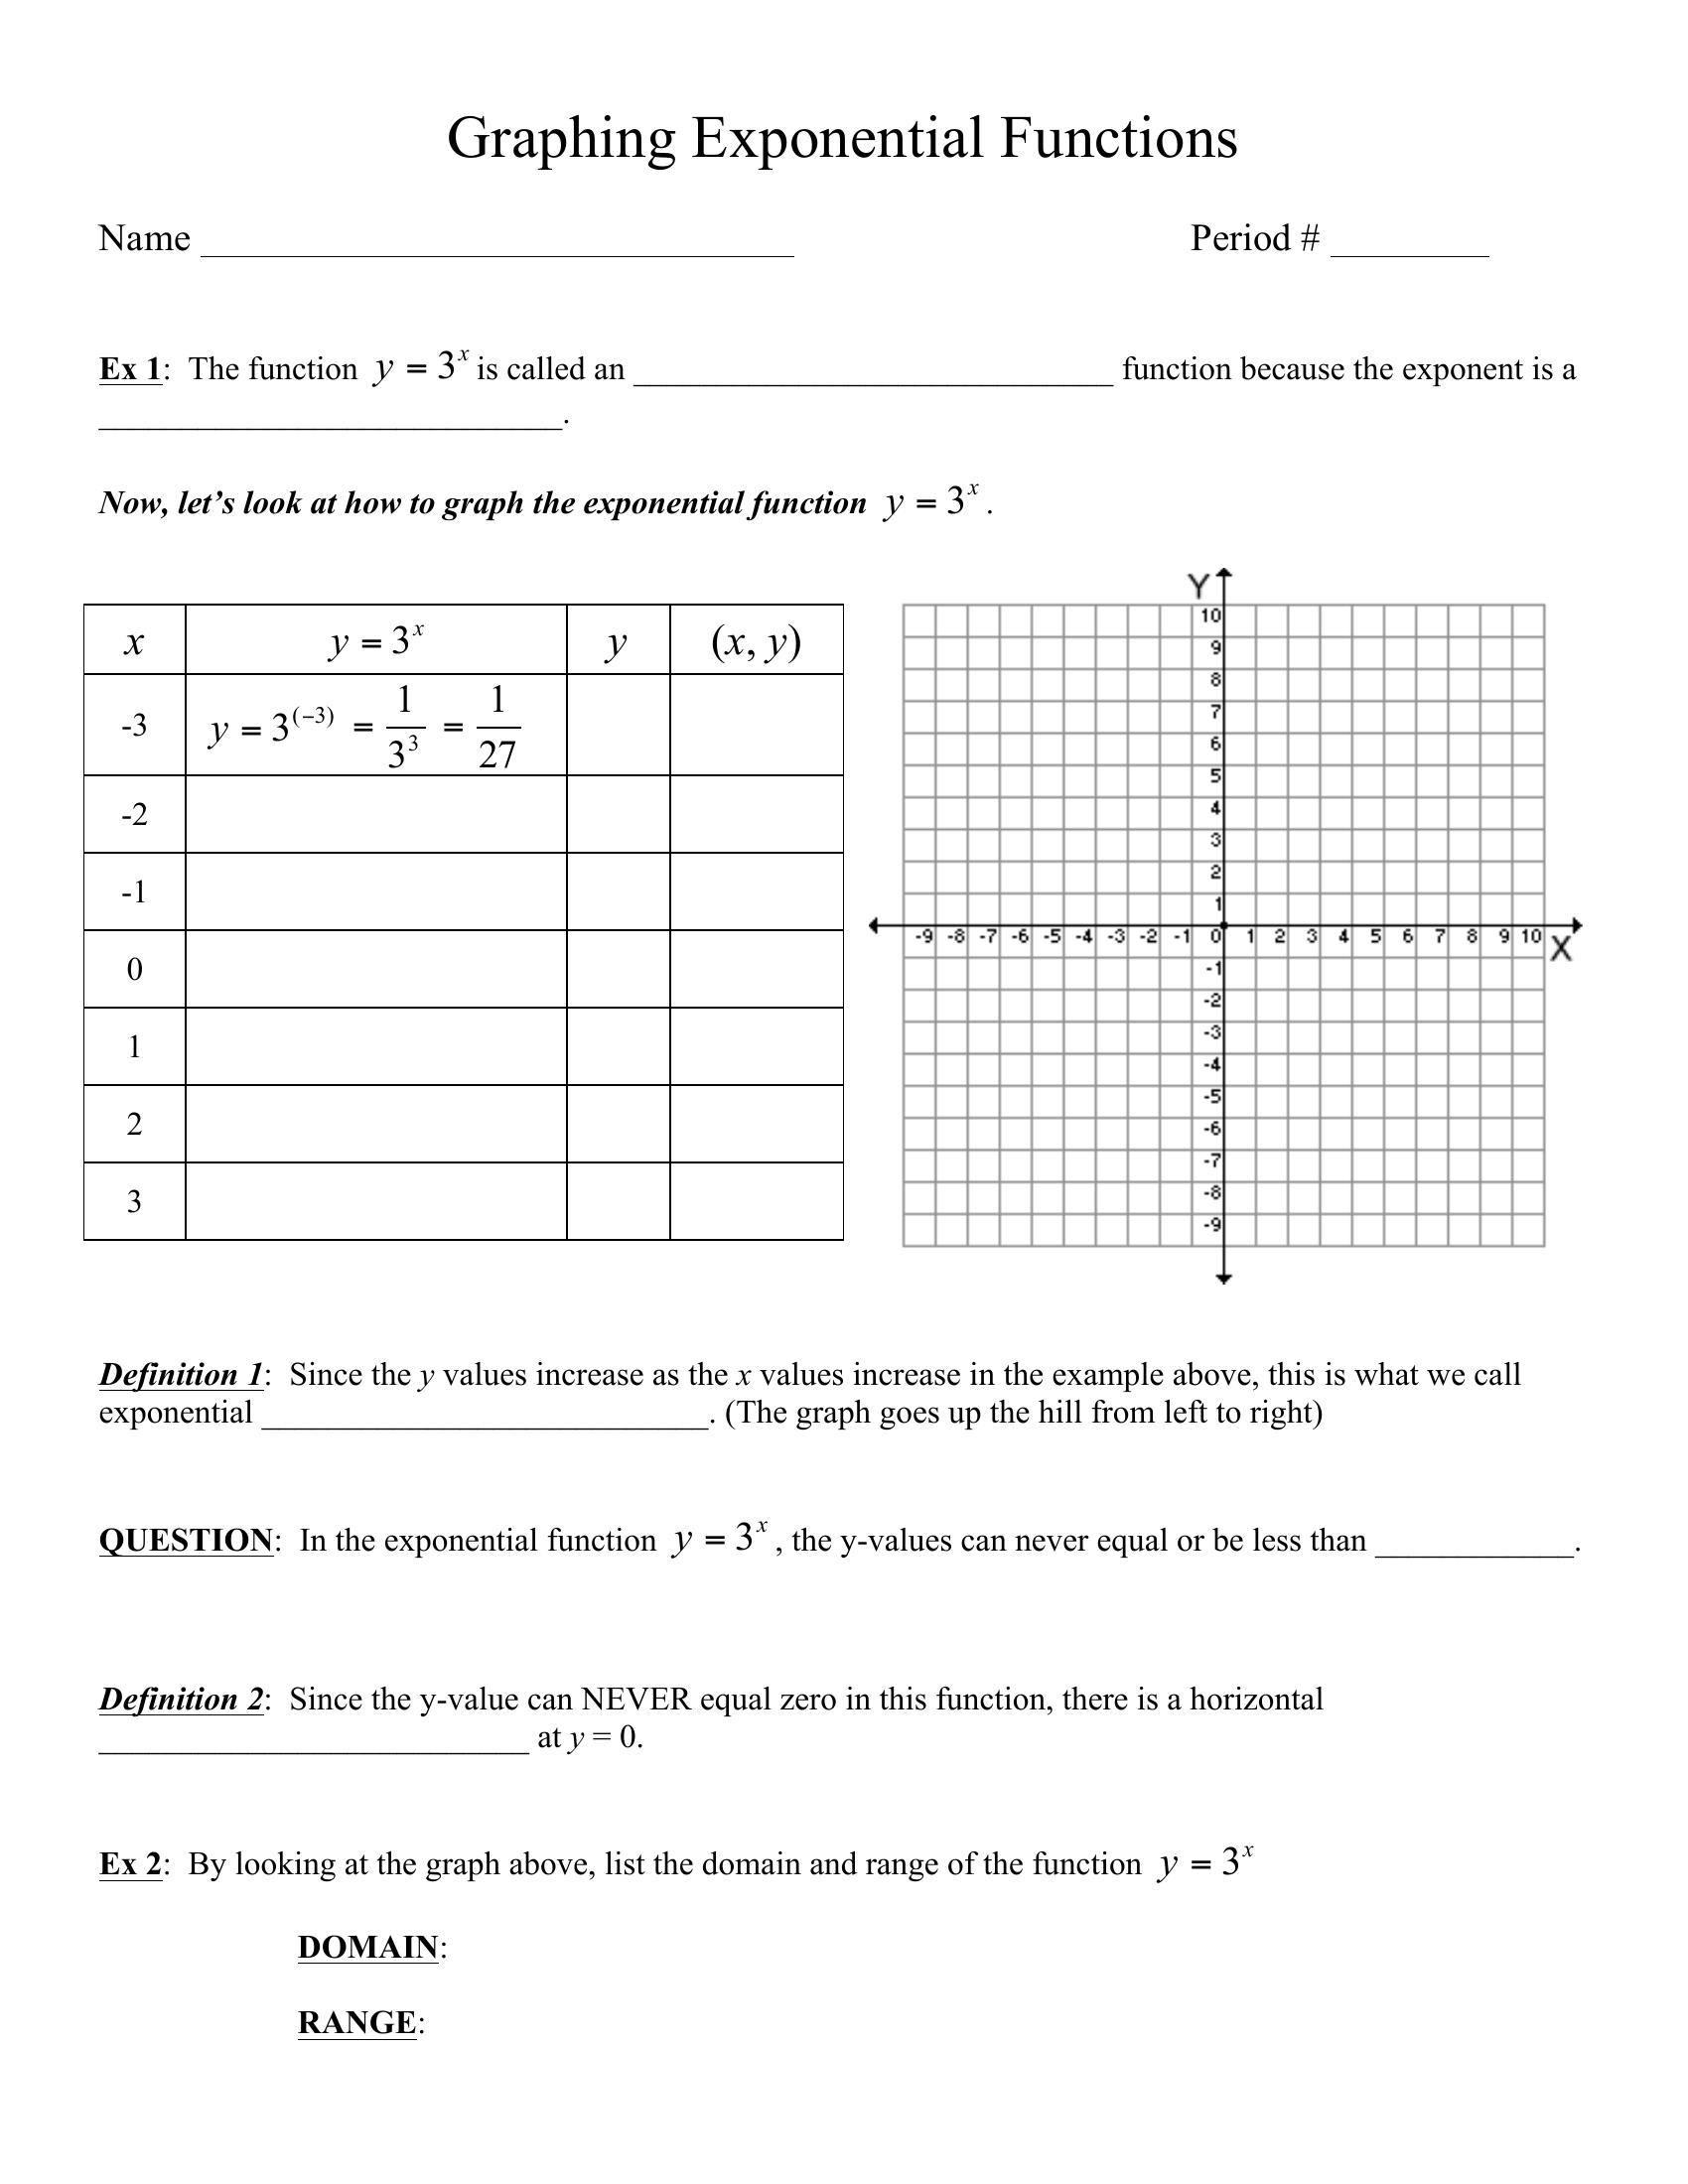 Graphing Exponential Functions
Name ______________________________ Period # ________
Ex 1: The function y = 3^x is called an _____________________________ function because the exponent is a
____________________________.
Now, let’s look at how to graph the exponential function y = 3^x.
x y = 3^x y (x, y)
-3 y = 3^(−3) = 1/3^3 = 1/27
-2
-1
0
1
2
3
Y
10
9
8
7
6
5
4
3
2
1
-9 -8 -7 -6 -5 -4 -3 -2 -1 0 1 2 3 4 5 6 7 8 9 10 X
-1
-2
-3
-4
-5
-6
-7
-8
-9
Definition 1: Since the y values increase as the x values increase in the example above, this is what we call
exponential ___________________________. (The graph goes up the hill from left to right)
QUESTION: In the exponential function y = 3^x, the y-values can never equal or be less than ____________.
Definition 2: Since the y-value can NEVER equal zero in this function, there is a horizontal
__________________________ at y = 0.
Ex 2: By looking at the graph above, list the domain and range of the function y = 3^x
DOMAIN:
RANGE: